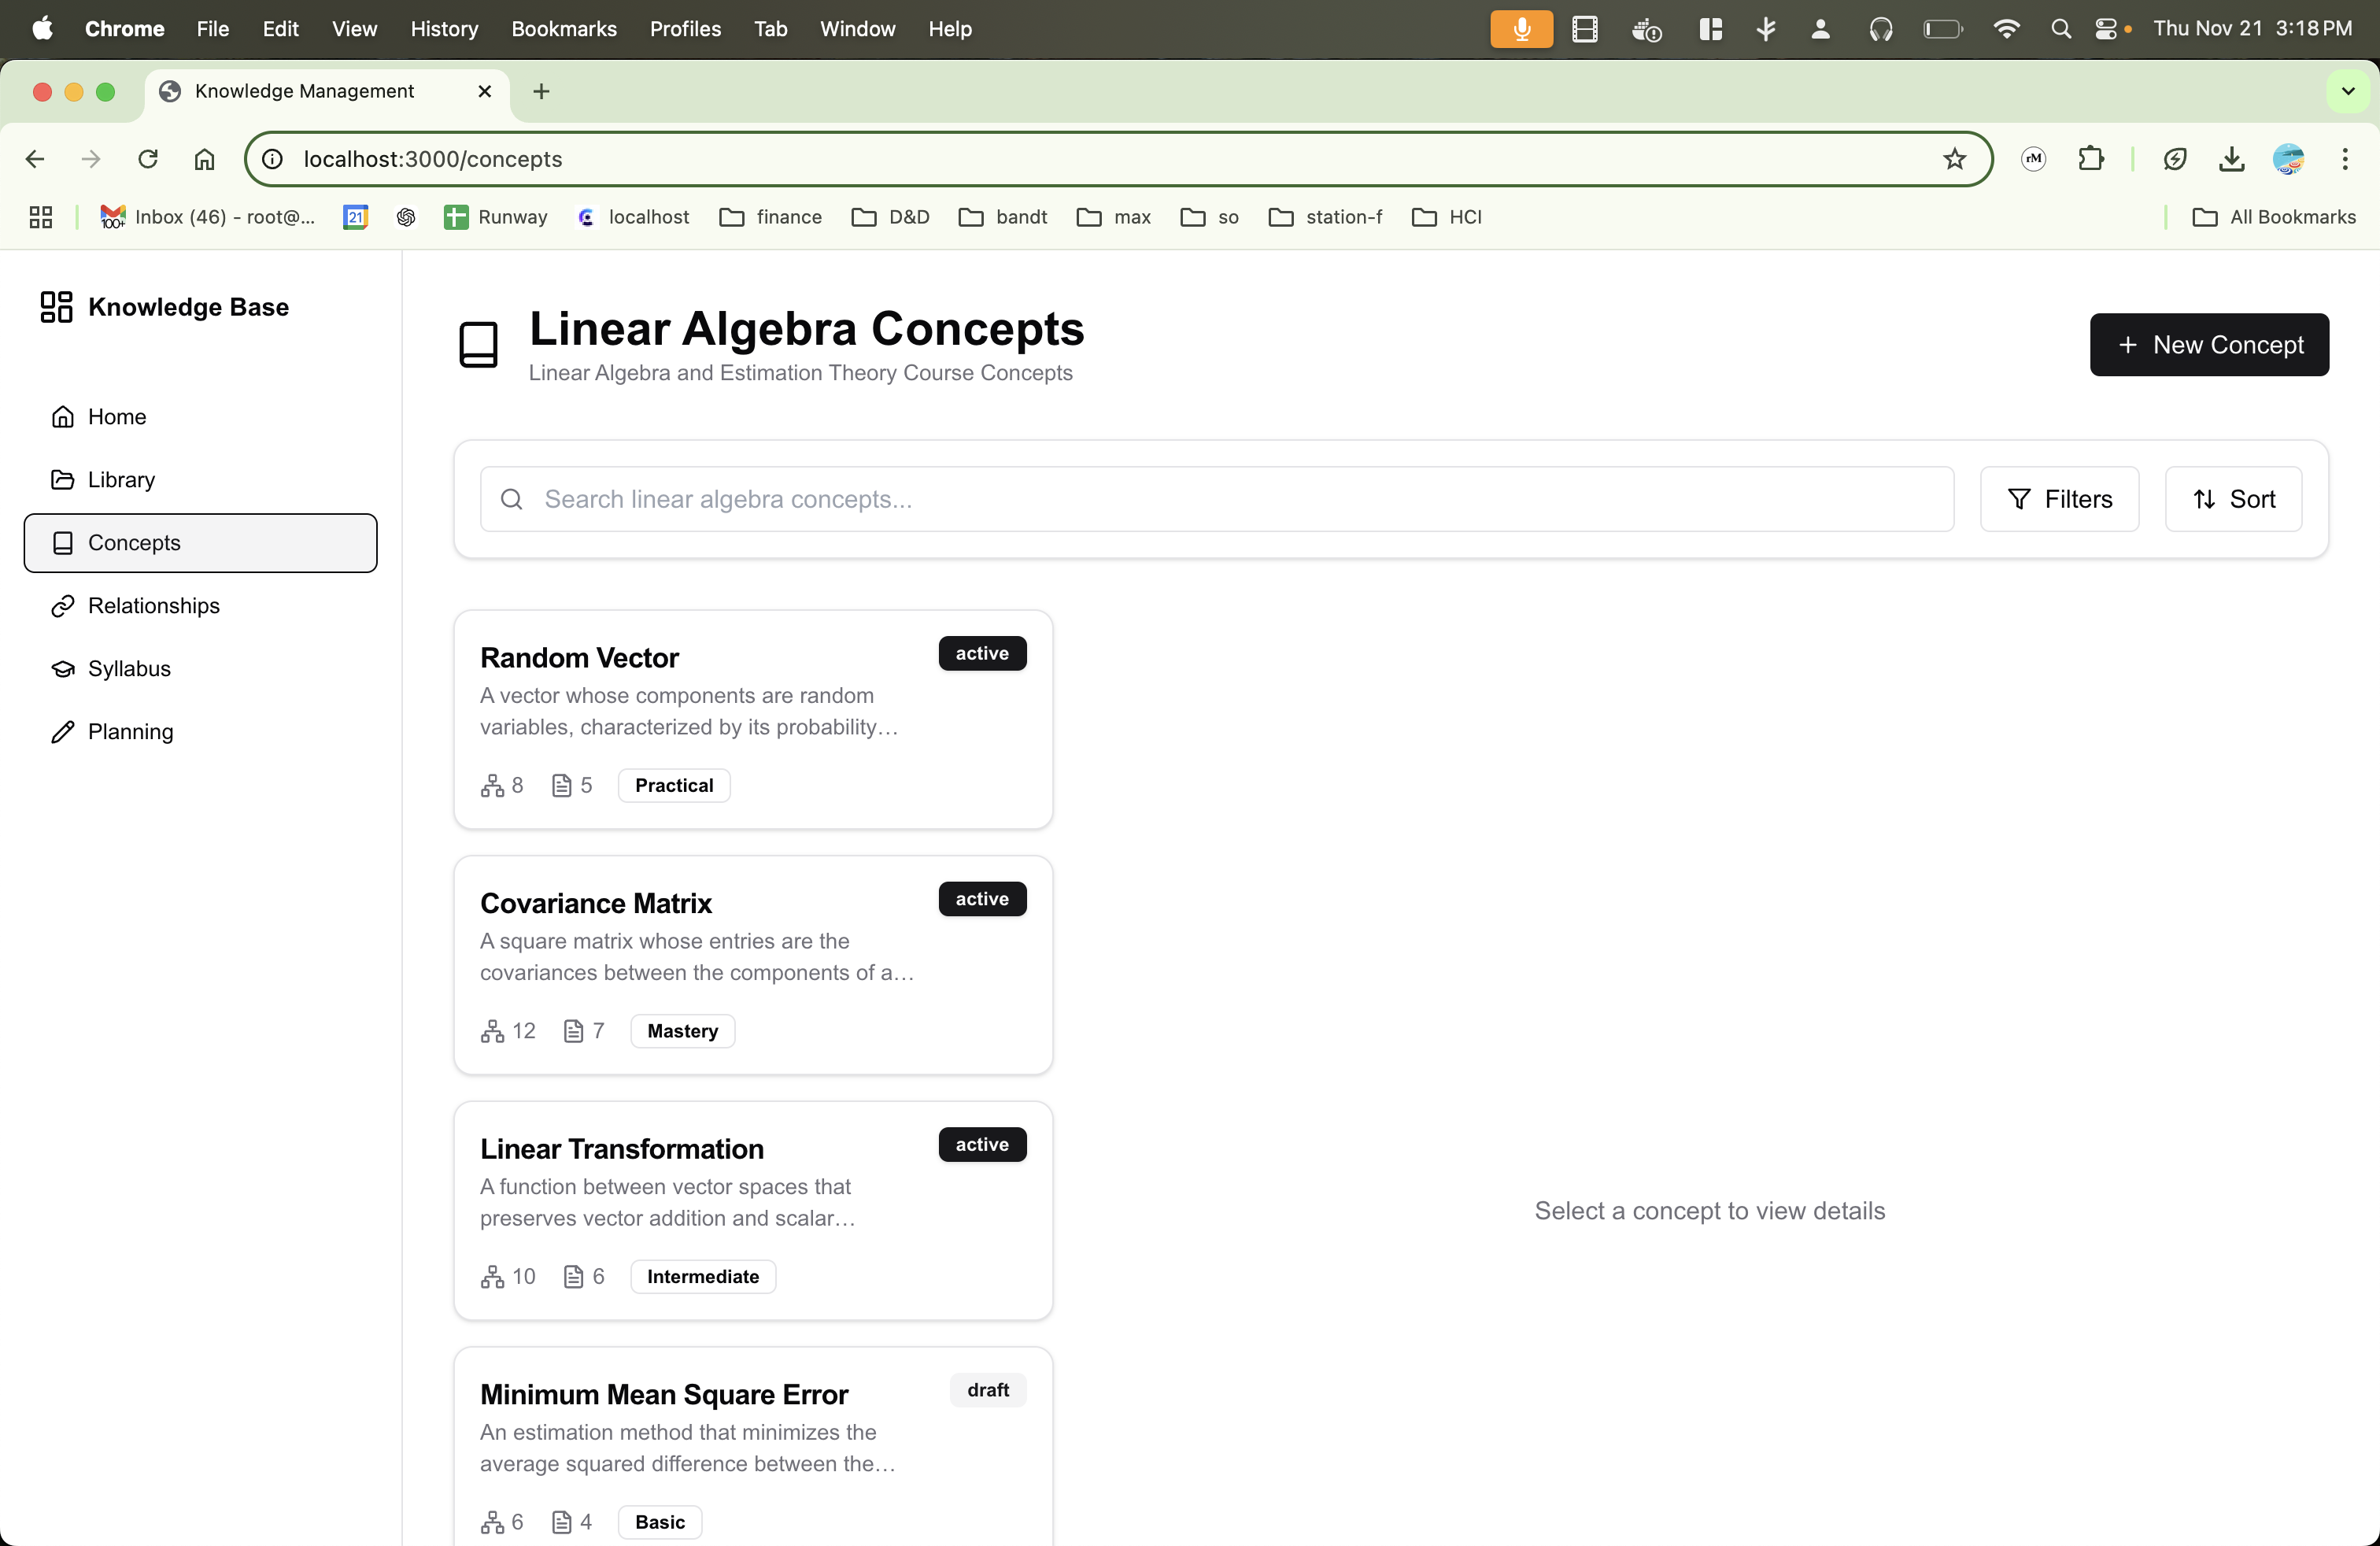 Chrome File Edit View History Bookmarks Profiles Tab Window Help Thu Nov 21 3:18 PM
Knowledge Management
localhost:3000/concepts rM
100+ Inbox (46) - root@... 21 Runway localhost finance D&D bandt max so station-f HCI All Bookmarks
Knowledge Base
Home
Library
Concepts
Relationships
Syllabus
Planning
Linear Algebra Concepts
Linear Algebra and Estimation Theory Course Concepts
New Concept
Search linear algebra concepts...
Filters
Sort
Random Vector
active
A vector whose components are random
variables, characterized by its probability...
8 5 Practical
Covariance Matrix
active
A square matrix whose entries are the
covariances between the components of a...
12 7 Mastery
Linear Transformation
active
A function between vector spaces that
preserves vector addition and scalar...
10 6 Intermediate
Minimum Mean Square Error
draft
An estimation method that minimizes the
average squared difference between the...
6 4 Basic
Select a concept to view details